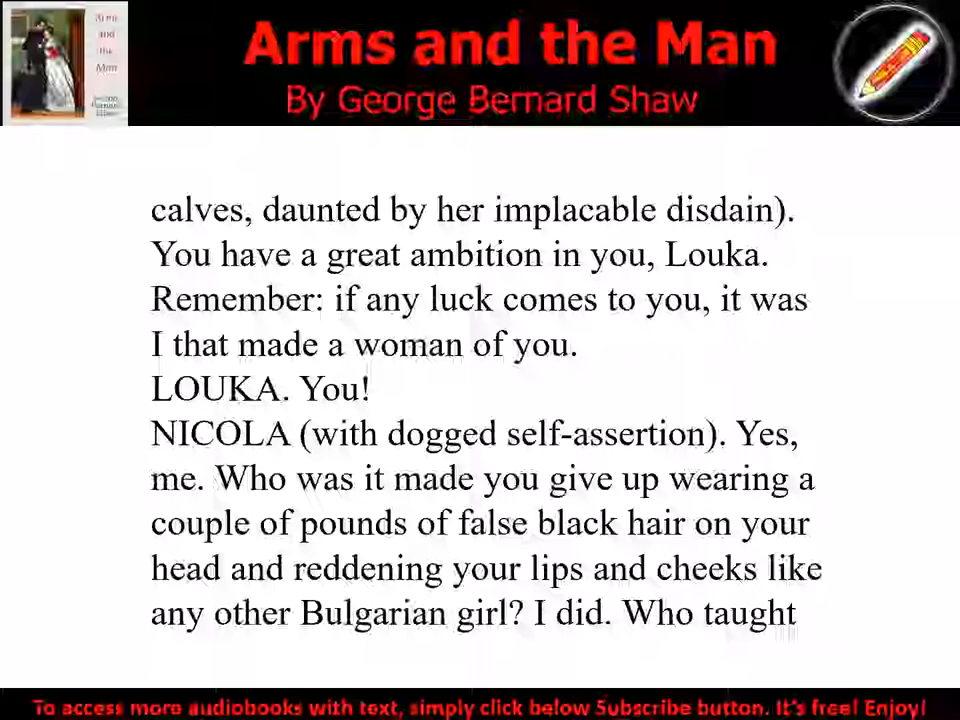 Arms and the Man
By George Bernard Shaw
Arms
and
the
Man
calves, daunted by her implacable disdain).
You have a great ambition in you, Louka.
Remember: if any luck comes to you, it was
I that made a woman of you.
LOUKA. You!
NICOLA (with dogged self-assertion). Yes,
me. Who was it made you give up wearing a
couple of pounds of false black hair on your
head and reddening your lips and cheeks like
any other Bulgarian girl? I did. Who taught
To access more audiobooks with text, simply click below Subscribe button. It's free! Enjoy!